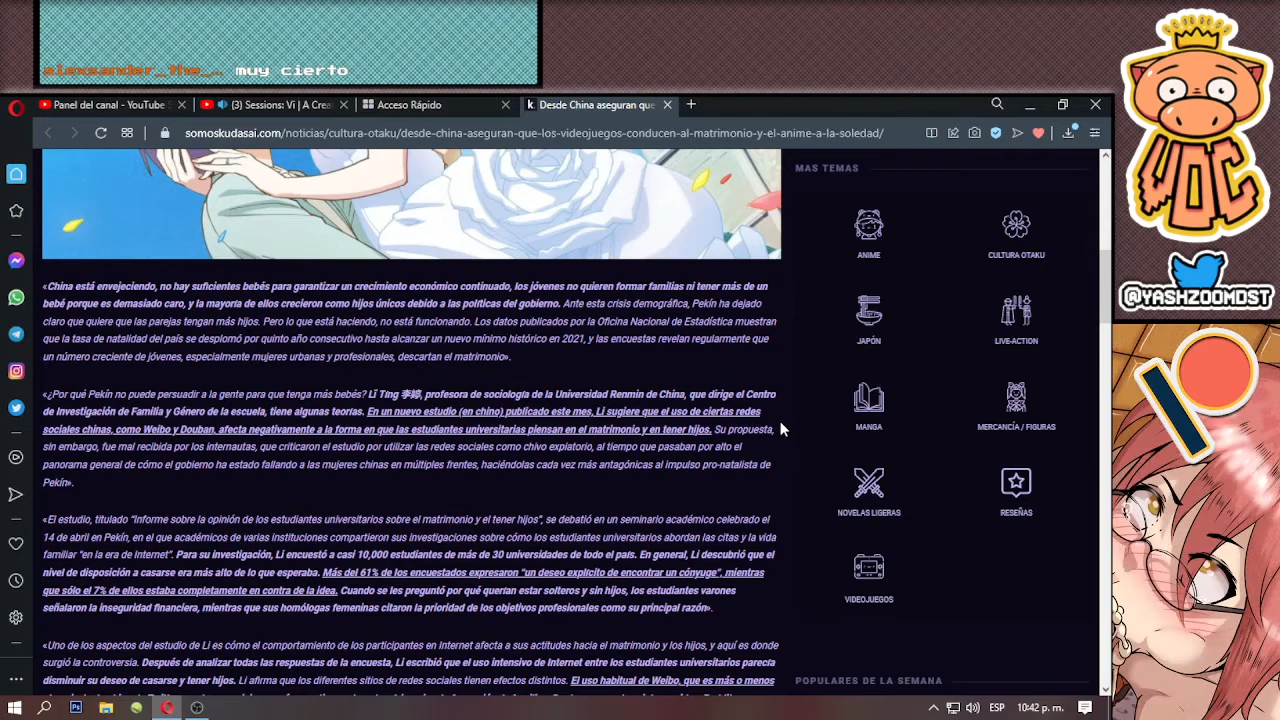 alexsander_the_… muy cierto
Panel del canal - YouTube S
(3) Sessions: Vi | A Crea
Acceso Rápido
Desde China aseguran que
somoskudasai.com/noticias/cultura-otaku/desde-china-aseguran-que-los-videojuegos-conducen-al-matrimonio-y-el-anime-a-la-soledad/
«China está envejeciendo, no hay suficientes bebés para garantizar un crecimiento económico continuado, los jóvenes no quieren formar familias ni tener más de un
bebé porque es demasiado caro, y la mayoría de ellos crecieron como hijos únicos debido a las políticas del gobierno. Ante esta crisis demográfica, Pekín ha dejado
claro que quiere que las parejas tengan más hijos. Pero lo que está haciendo, no está funcionando. Los datos publicados por la Oficina Nacional de Estadística muestran
que la tasa de natalidad del país se desplomó por quinto año consecutivo hasta alcanzar un nuevo mínimo histórico en 2021, y las encuestas revelan regularmente que
un número creciente de jóvenes, especialmente mujeres urbanas y profesionales, descartan el matrimonio».
«¿Por qué Pekín no puede persuadir a la gente para que tenga más bebés? Lǐ Tíng 李婷, profesora de sociología de la Universidad Renmin de China, que dirige el Centro
de Investigación de Familia y Género de la escuela, tiene algunas teorías. En un nuevo estudio (en chino) publicado este mes, Li sugiere que el uso de ciertas redes
sociales chinas, como Weibo y Douban, afecta negativamente a la forma en que las estudiantes universitarias piensan en el matrimonio y en tener hijos. Su propuesta,
sin embargo, fue mal recibida por los internautas, que criticaron el estudio por utilizar las redes sociales como chivo expiatorio, al tiempo que pasaban por alto el
panorama general de cómo el gobierno ha estado fallando a las mujeres chinas en múltiples frentes, haciéndolas cada vez más antagónicas al impulso pro-natalista de
Pekín».
«El estudio, titulado “Informe sobre la opinión de los estudiantes universitarios sobre el matrimonio y el tener hijos”, se debatió en un seminario académico celebrado el
14 de abril en Pekín, en el que académicos de varias instituciones compartieron sus investigaciones sobre cómo los estudiantes universitarios abordan las citas y la vida
familiar “en la era de Internet”. Para su investigación, Li encuestó a casi 10,000 estudiantes de más de 30 universidades de todo el país. En general, Li descubrió que el
nivel de disposición a casarse era más alto de lo que esperaba. Más del 61% de los encuestados expresaron “un deseo explícito de encontrar un cónyuge”, mientras
que sólo el 7% de ellos estaba completamente en contra de la idea. Cuando se les preguntó por qué querían estar solteros y sin hijos, los estudiantes varones
señalaron la inseguridad financiera, mientras que sus homólogas femeninas citaron la prioridad de los objetivos profesionales como su principal razón».
«Uno de los aspectos del estudio de Li es cómo el comportamiento de los participantes en Internet afecta a sus actitudes hacia el matrimonio y los hijos, y aquí es donde
surgió la controversia. Después de analizar todas las respuestas de la encuesta, Li escribió que el uso intensivo de Internet entre los estudiantes universitarios parecía
disminuir su deseo de casarse y tener hijos. Li afirma que los diferentes sitios de redes sociales tienen efectos distintos. El uso habitual de Weibo, que es más o menos
MAS TEMAS
ANIME
CULTURA OTAKU
JAPÓN
LIVE-ACTION
MANGA
MERCANCÍA / FIGURAS
NOVELAS LIGERAS
RESEÑAS
VIDEOJUEGOS
POPULARES DE LA SEMANA
@YASHZOOMDST
ESP
10:42 p. m.